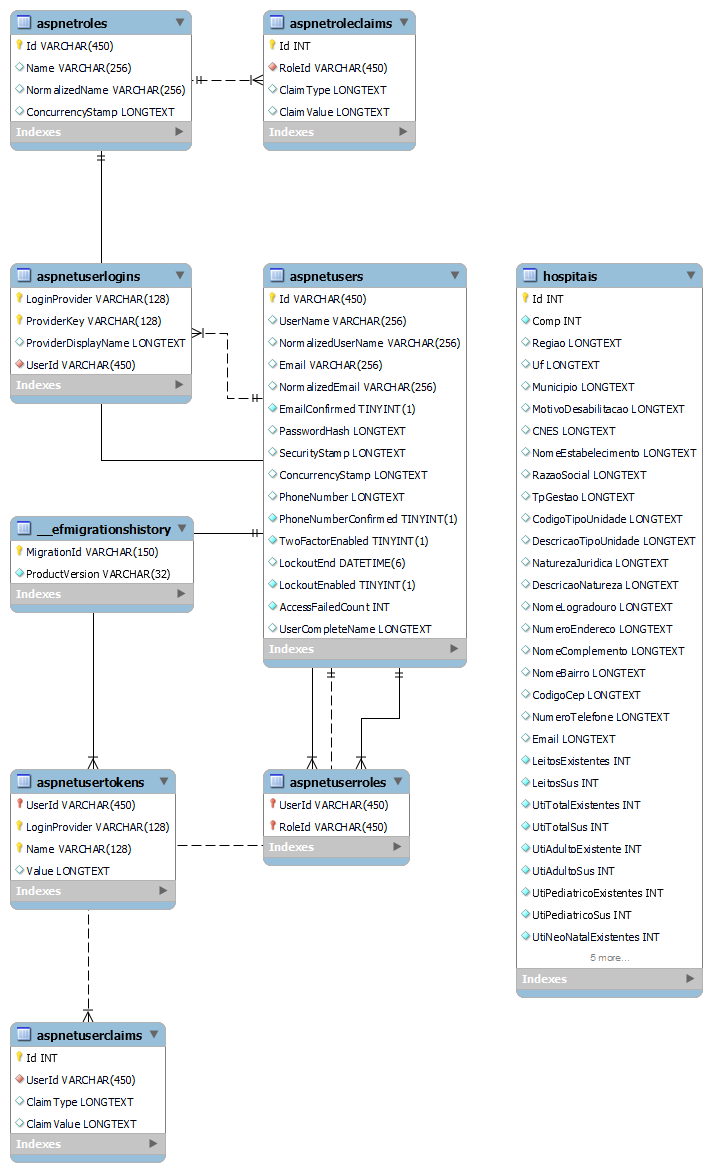 aspnetroles
Id VARCHAR(450)
Name VARCHAR(256)
NormalizedName VARCHAR(256)
ConcurrencyStamp LONGTEXT
Indexes
aspnetroleclaims
Id INT
RoleId VARCHAR(450)
ClaimType LONGTEXT
ClaimValue LONGTEXT
Indexes
aspnetuserlogins
LoginProvider VARCHAR(128)
ProviderKey VARCHAR(128)
ProviderDisplayName LONGTEXT
UserId VARCHAR(450)
Indexes
aspnetusers
Id VARCHAR(450)
UserName VARCHAR(256)
NormalizedUserName VARCHAR(256)
Email VARCHAR(256)
NormalizedEmail VARCHAR(256)
EmailConfirmed TINYINT(1)
PasswordHash LONGTEXT
SecurityStamp LONGTEXT
ConcurrencyStamp LONGTEXT
PhoneNumber LONGTEXT
PhoneNumberConfirmed TINYINT(1)
TwoFactorEnabled TINYINT(1)
LockoutEnd DATETIME(6)
LockoutEnabled TINYINT(1)
AccessFailedCount INT
UserCompleteName LONGTEXT
Indexes
hospitais
Id INT
Comp INT
Regiao LONGTEXT
Uf LONGTEXT
Municipio LONGTEXT
MotivoDesabilitacao LONGTEXT
CNES LONGTEXT
NomeEstabelecimento LONGTEXT
RazaoSocial LONGTEXT
TpGestao LONGTEXT
CodigoTipoUnidade LONGTEXT
DescricaoTipoUnidade LONGTEXT
NaturezaJuridica LONGTEXT
DescricaoNatureza LONGTEXT
NomeLogradouro LONGTEXT
NumeroEndereco LONGTEXT
NomeComplemento LONGTEXT
NomeBairro LONGTEXT
CodigoCep LONGTEXT
NumeroTelefone LONGTEXT
Email LONGTEXT
LeitosExistentes INT
LeitosSus INT
UtiTotalExistentes INT
UtiTotalSus INT
UtiAdultoExistente INT
UtiAdultoSus INT
UtiPediatricoExistentes INT
UtiPediatricoSus INT
UtiNeoNatalExistentes INT
5 more...
Indexes
__efmigrationshistory
MigrationId VARCHAR(150)
ProductVersion VARCHAR(32)
Indexes
aspnetusertokens
UserId VARCHAR(450)
LoginProvider VARCHAR(128)
Name VARCHAR(128)
Value LONGTEXT
Indexes
aspnetuserroles
UserId VARCHAR(450)
RoleId VARCHAR(450)
Indexes
aspnetuserclaims
Id INT
UserId VARCHAR(450)
ClaimType LONGTEXT
ClaimValue LONGTEXT
Indexes